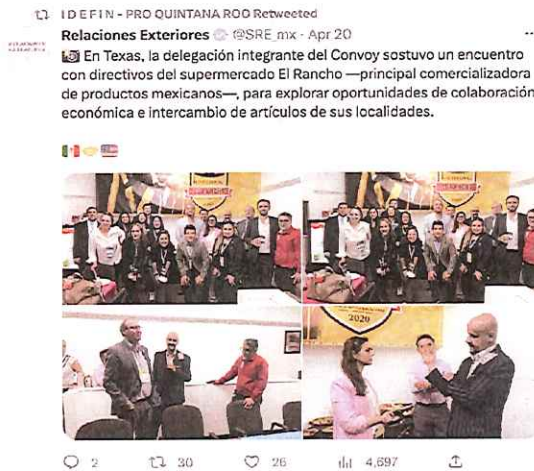 IDEFIN - PRO QUINTANA ROO Retweeted
Relaciones Exteriores @SRE_mx · Apr 20
En Texas, la delegación integrante del Convoy sostuvo un encuentro
con directivos del supermercado El Rancho —principal comercializadora
de productos mexicanos—, para explorar oportunidades de colaboración
económica e intercambio de artículos de sus localidades.
2020
2 30 26 4,697